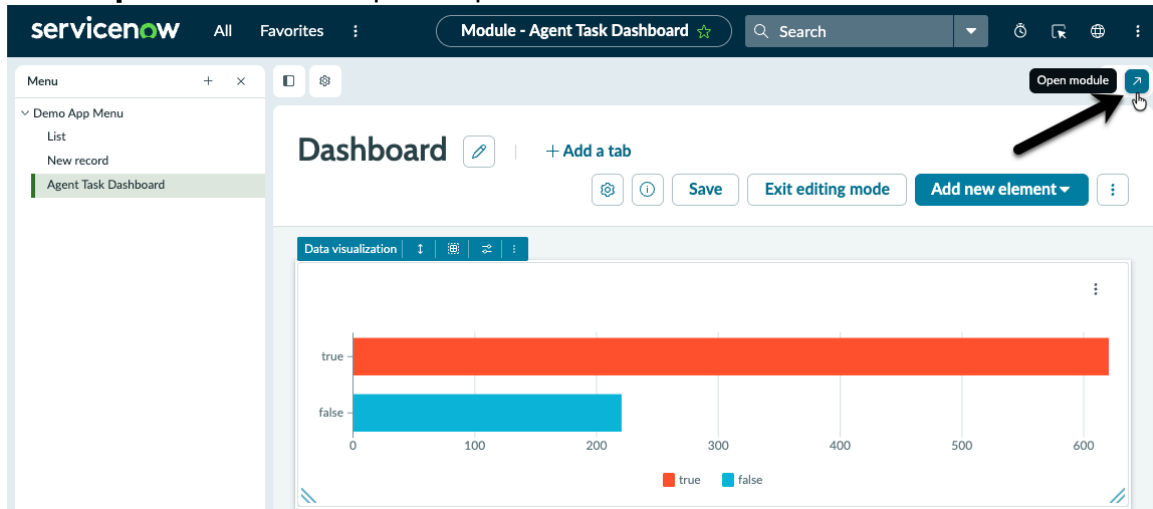 servicenow All Favorites Module - Agent Task Dashboard Search
Menu
Open module
Demo App Menu
List
New record
Agent Task Dashboard
Dashboard + Add a tab
Save Exit editing mode Add new element
Data visualization
true
false
0 100 200 300 400 500 600
true false